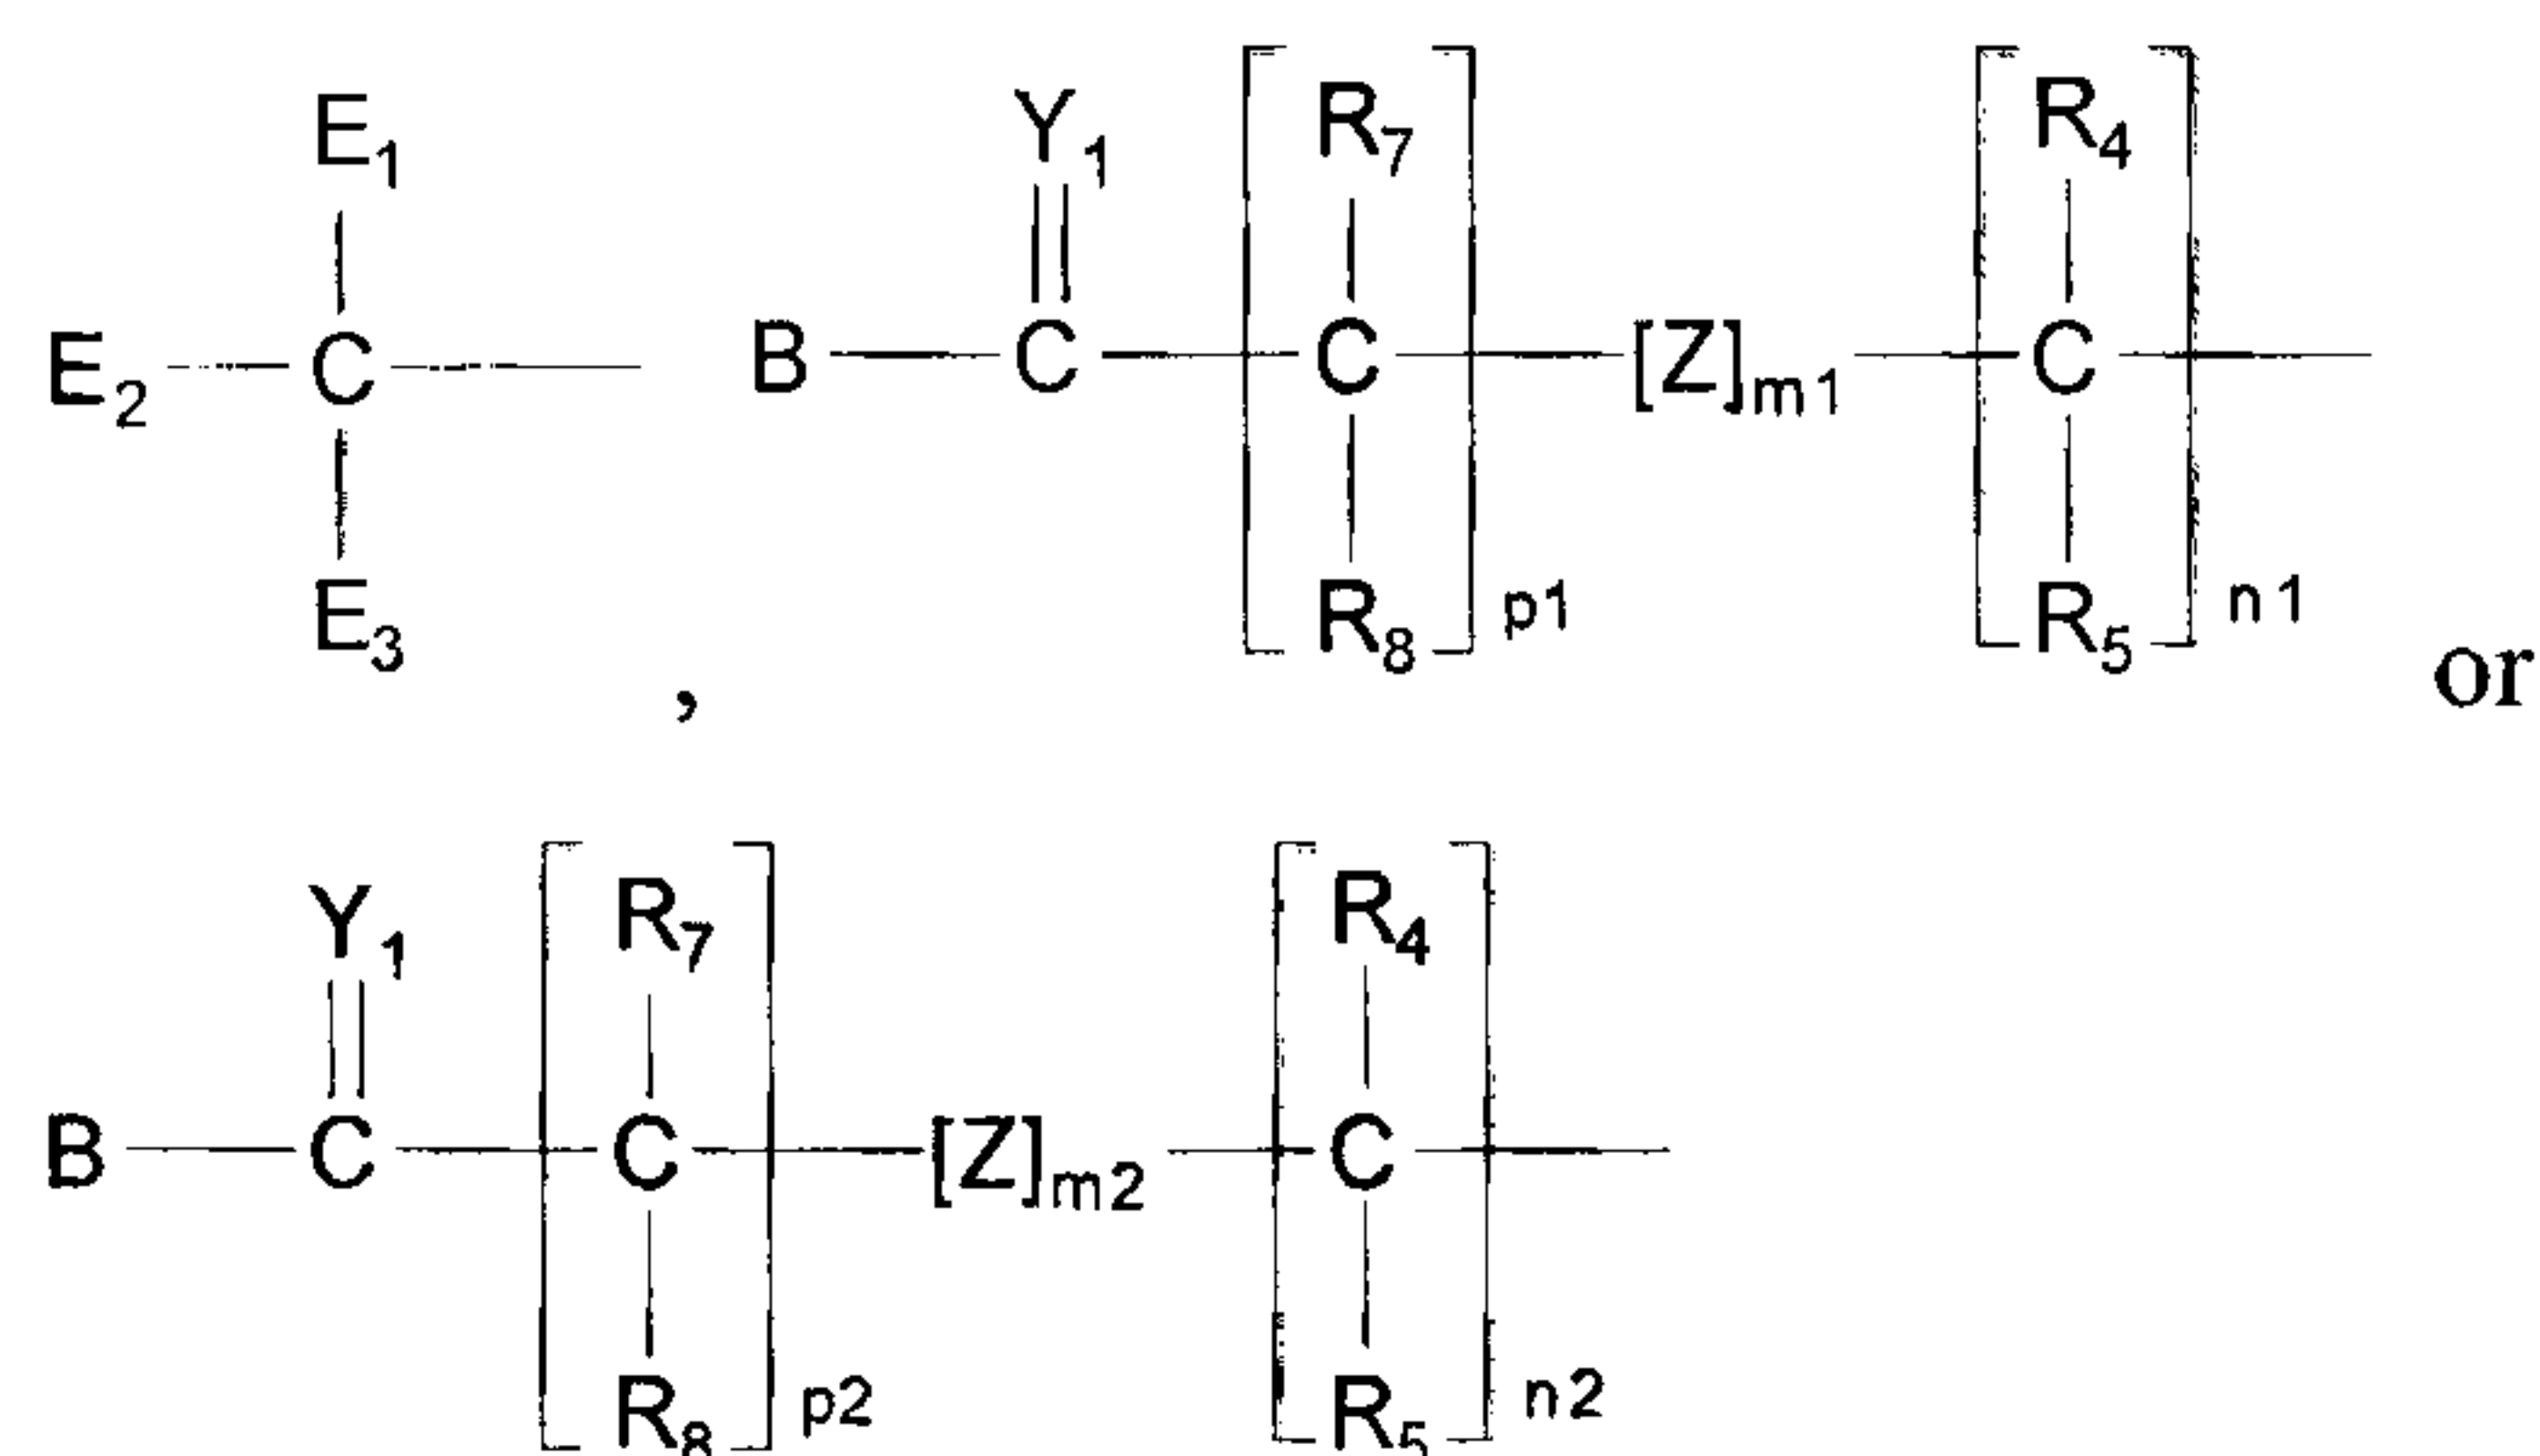 E1 Y1 R7 R4
E2 C B C C [Z]m1 C
E3 , R8 p1 R5 n1 or
Y1 R7 R4
B C C [Z]m2 C
R8 p2 R5 n2